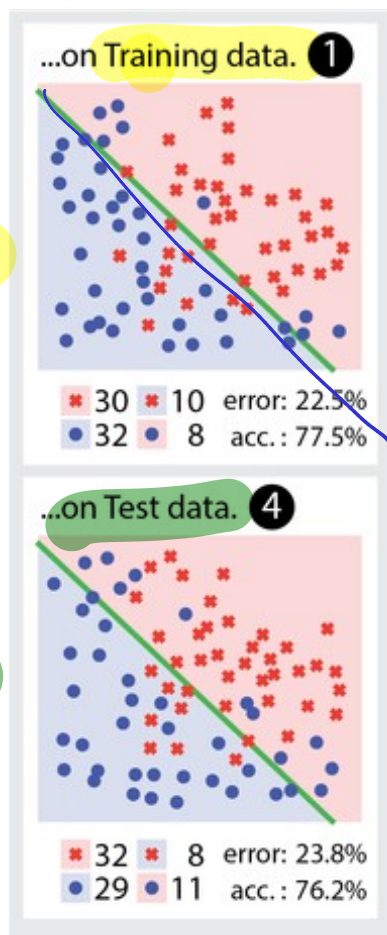 ...on Training data. 1
30 10 error: 22.5%
32 8 acc.: 77.5%
...on Test data. 4
32 8 error: 23.8%
29 11 acc.: 76.2%